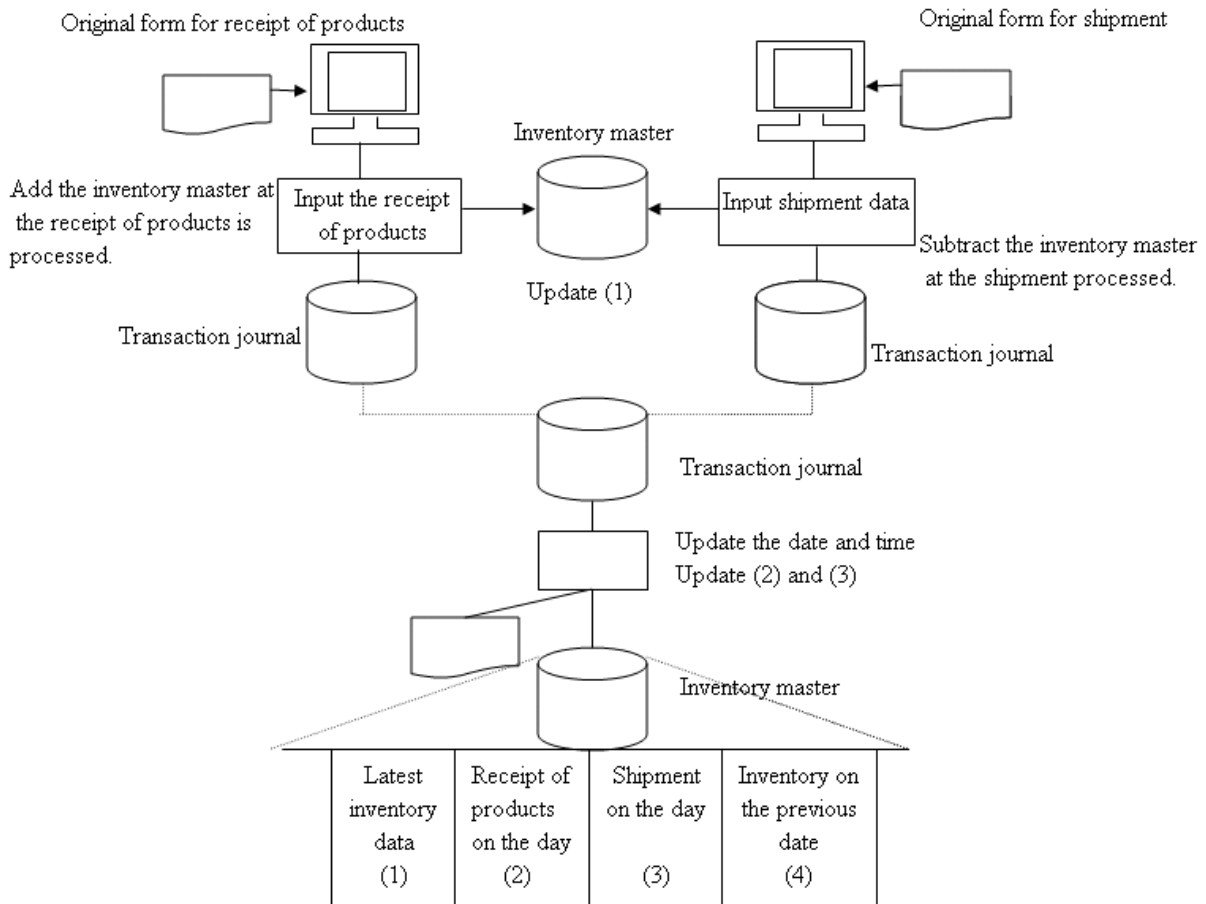 Original form for receipt of products
Original form for shipment
Inventory master
Add the inventory master at
the receipt of products is
processed.
Input the receipt
of products
Input shipment data
Subtract the inventory master
at the shipment processed.
Update (1)
Transaction journal
Transaction journal
Transaction journal
Update the date and time
Update (2) and (3)
Inventory master
Latest
inventory
data
(1)
Receipt of
products
on the day
(2)
Shipment
on the day
(3)
Inventory on
the previous
date
(4)